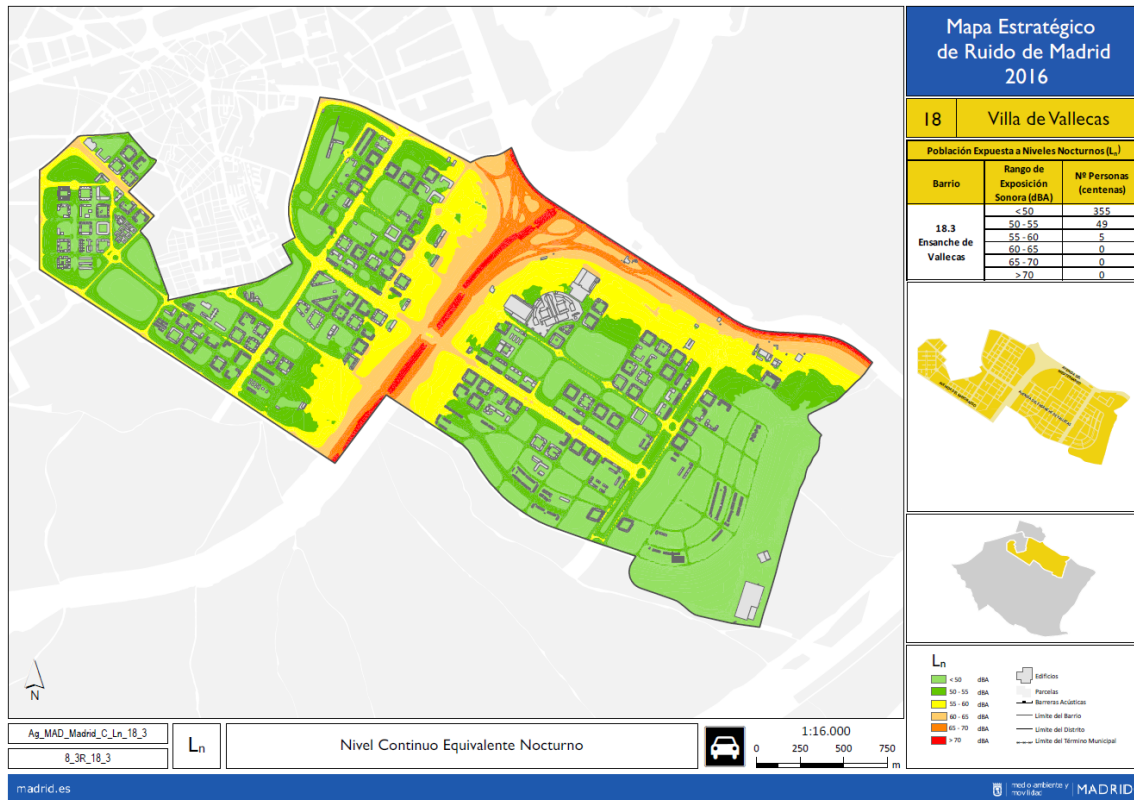 Mapa Estratégico
de Ruido de Madrid
2016
18 Villa de Vallecas
Población Expuesta a Niveles Nocturnos (Ln)
Barrio
Rango de
Exposición
Sonora (dBA)
Nº Personas
(centenas)
18.3
Ensanche de
Vallecas
<50 355
50-55 49
55-60 5
60-65 0
65-70 0
>70 0
Ln
< 50 dBA
50 - 55 dBA
55 - 60 dBA
60 - 65 dBA
65 - 70 dBA
> 70 dBA
Edificios
Parcelas
Barreras Acústicas
Límite del Barrio
Límite del Distrito
Límite del Término Municipal
N
Ag_MAD_Madrid_C_Ln_18_3
8_3R_18_3
Ln
Nivel Continuo Equivalente Nocturno
1:16.000
0 250 500 750
m
madrid.es
medio ambiente y
movilidad
MADRID